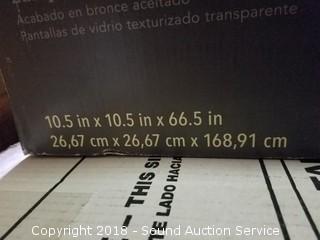 Acabado en bronce aceitado
Pantallas de vidrio texturizado transparente
10.5 in x 10.5 in x 66.5 in
26,67 cm x 26,67 cm x 168,91 cm
THIS SI
TE LADO HACIA
Copyright 2018 - Sound Auction Service